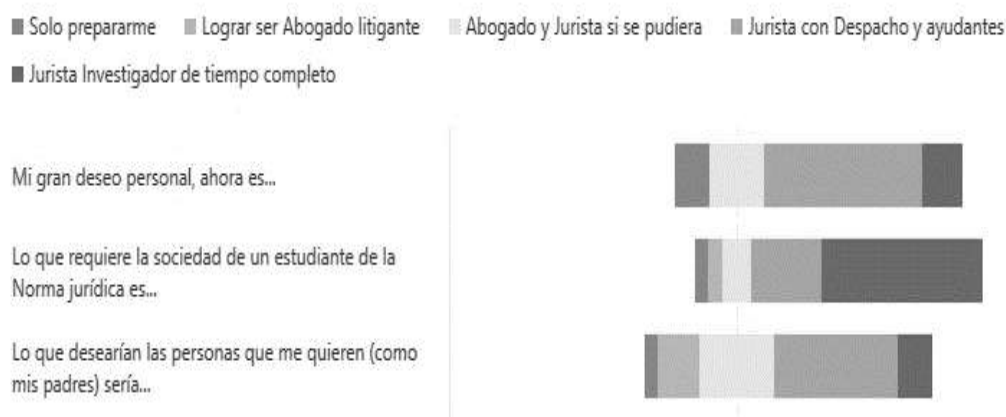 Solo prepararme Lograr ser Abogado litigante Abogado y Jurista si se pudiera Jurista con Despacho y ayudantes
Jurista Investigador de tiempo completo
Mi gran deseo personal, ahora es...
Lo que requiere la sociedad de un estudiante de la
Norma jurídica es...
Lo que desearían las personas que me quieren (como
mis padres) sería...